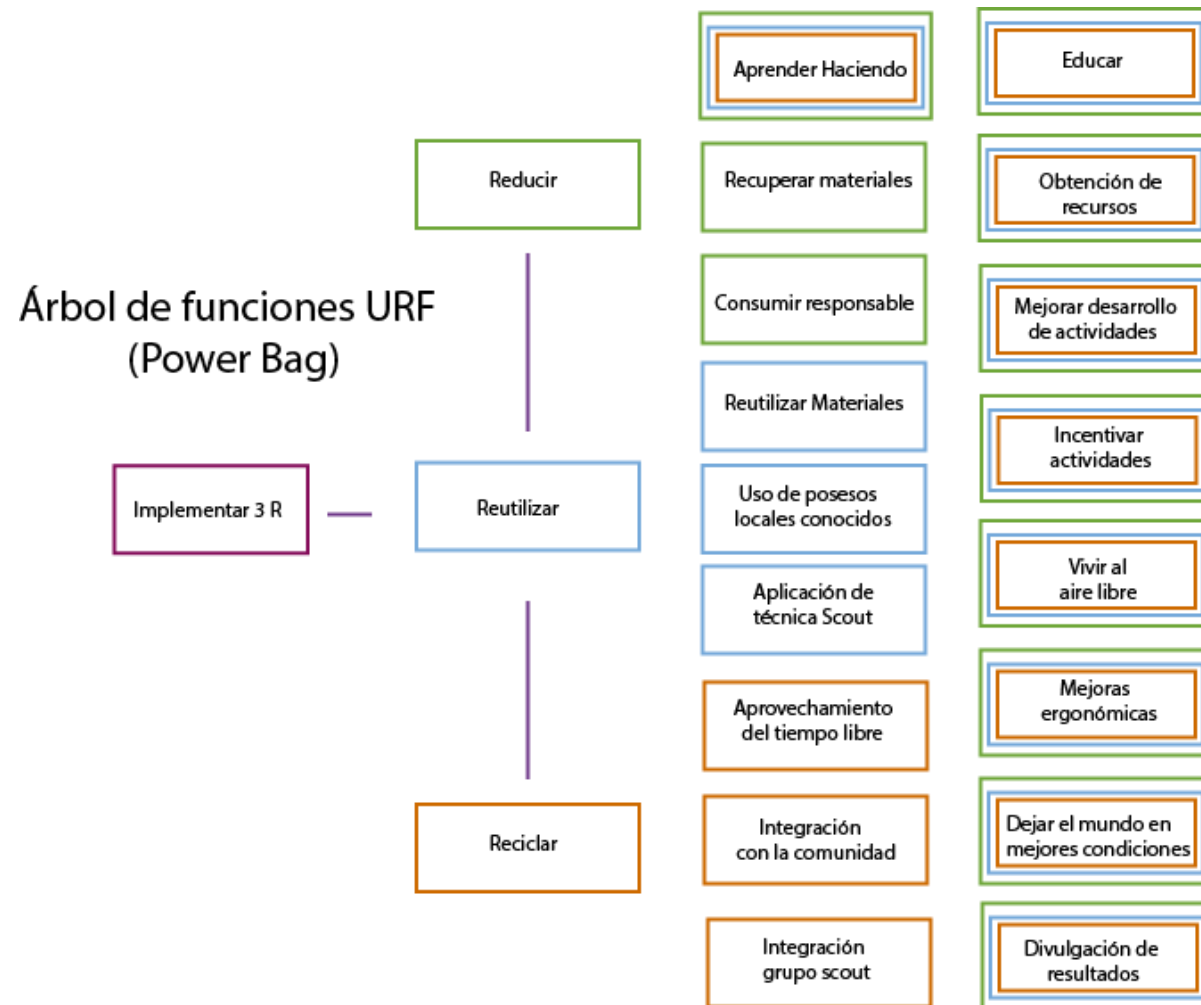 Árbol de funciones URF
(Power Bag)
Implementar 3 R
Reducir
Reutilizar
Reciclar
Aprender Haciendo
Recuperar materiales
Consumir responsable
Reutilizar Materiales
Uso de posesos
locales conocidos
Aplicación de
técnica Scout
Aprovechamiento
del tiempo libre
Integración
con la comunidad
Integración
grupo scout
Educar
Obtención de
recursos
Mejorar desarrollo
de actividades
Incentivar
actividades
Vivir al
aire libre
Mejoras
ergonómicas
Dejar el mundo en
mejores condiciones
Divulgación de
resultados